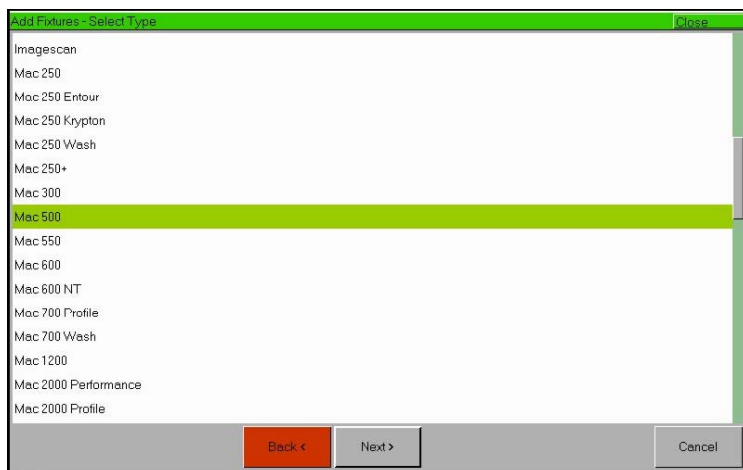 Add Fixtures - Select Type Close
Imagescan
Mac 250
Mac 250 Entour
Mac 250 Krypton
Mac 250 Wash
Mac 250+
Mac 300
Mac 500
Mac 550
Mac 600
Mac 600 NT
Mac 700 Profile
Mac 700 Wash
Mac 1200
Mac 2000 Performance
Mac 2000 Profile
Back < Next > Cancel